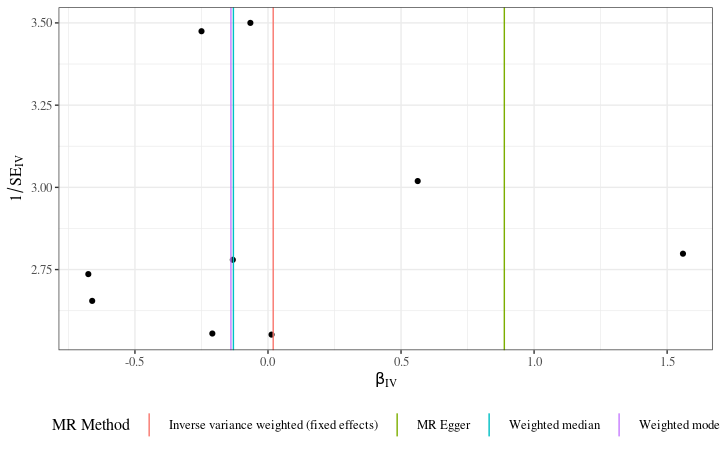 3.50
3.25
3.00
2.75
1/SE_IV
-0.5 0.0 0.5 1.0 1.5
β_IV
MR Method Inverse variance weighted (fixed effects) MR Egger Weighted median Weighted mode